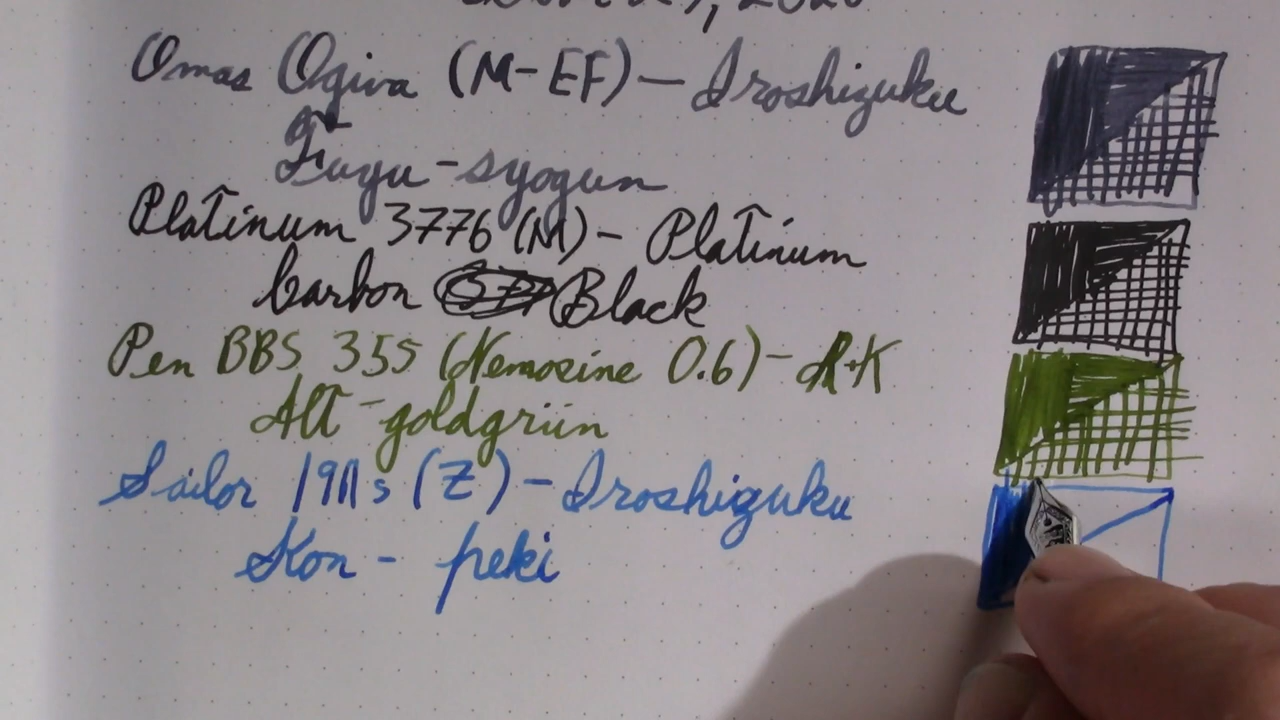 Omas Ogiva (M-EF) — Iroshizuku
Fuyu-syogun
Platinum 3776 (M) - Platinum
Carbon Black
Pen BBS 355 (Nemosine 0.6) - R+K
Alt-goldgrün
Sailor 1911s (Z) - Iroshizuku
Kon - peki